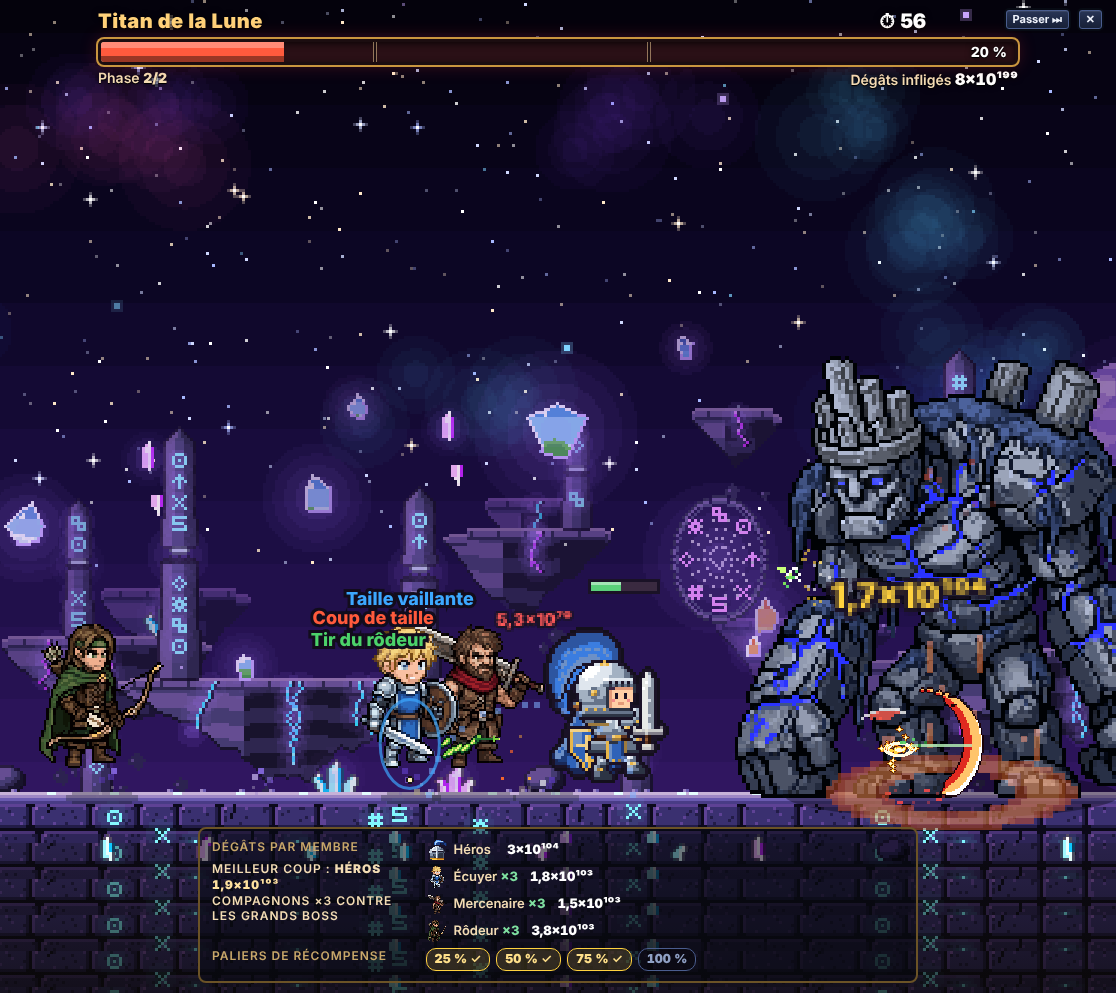 Titan de la Lune
56
Passer
20 %
Phase 2/2
Dégâts infligés 8×10¹⁹⁹
Taille vaillante
Coup de taille
Tir du rôdeur
5,3×10⁷⁹
1,7×10¹⁰⁴
DÉGÂTS PAR MEMBRE
MEILLEUR COUP : HÉROS
1,9×10¹⁰³
COMPAGNONS ×3 CONTRE
LES GRANDS BOSS
Héros 3×10¹⁰⁴
Écuyer ×3 1,8×10¹⁰³
Mercenaire ×3 1,5×10¹⁰³
Rôdeur ×3 3,8×10¹⁰³
PALIERS DE RÉCOMPENSE
25 % ✓ 50 % ✓ 75 % ✓ 100 %